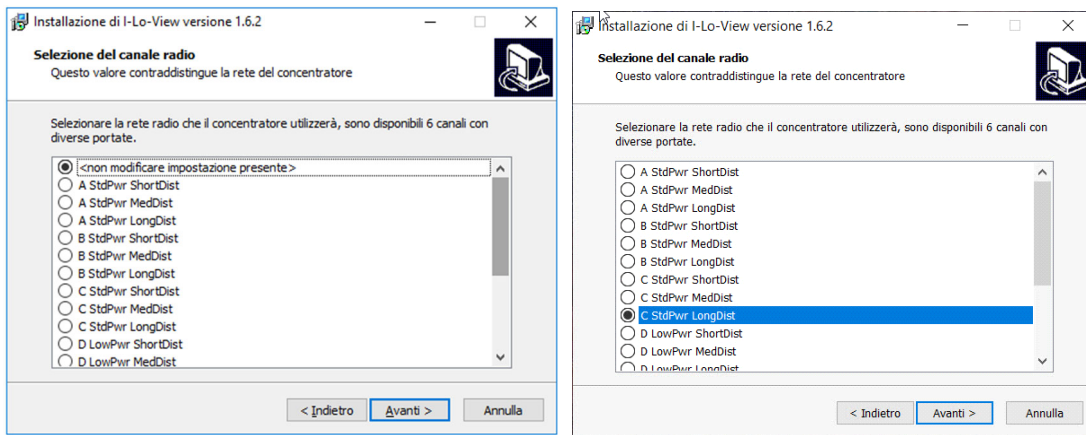 Installazione di I-Lo-View versione 1.6.2
Selezione del canale radio
Questo valore contraddistingue la rete del concentratore
Selezionare la rete radio che il concentratore utilizzerà, sono disponibili 6 canali con
diverse portate.
<non modificare impostazione presente>
A StdPwr ShortDist
A StdPwr MedDist
A StdPwr LongDist
B StdPwr ShortDist
B StdPwr MedDist
B StdPwr LongDist
C StdPwr ShortDist
C StdPwr MedDist
C StdPwr LongDist
D LowPwr ShortDist
D LowPwr MedDist
< Indietro
Avanti >
Annulla
Installazione di I-Lo-View versione 1.6.2
Selezione del canale radio
Questo valore contraddistingue la rete del concentratore
Selezionare la rete radio che il concentratore utilizzerà, sono disponibili 6 canali con
diverse portate.
A StdPwr ShortDist
A StdPwr MedDist
A StdPwr LongDist
B StdPwr ShortDist
B StdPwr MedDist
B StdPwr LongDist
C StdPwr ShortDist
C StdPwr MedDist
C StdPwr LongDist
D LowPwr ShortDist
D LowPwr MedDist
D LowPwr LongDist
< Indietro
Avanti >
Annulla